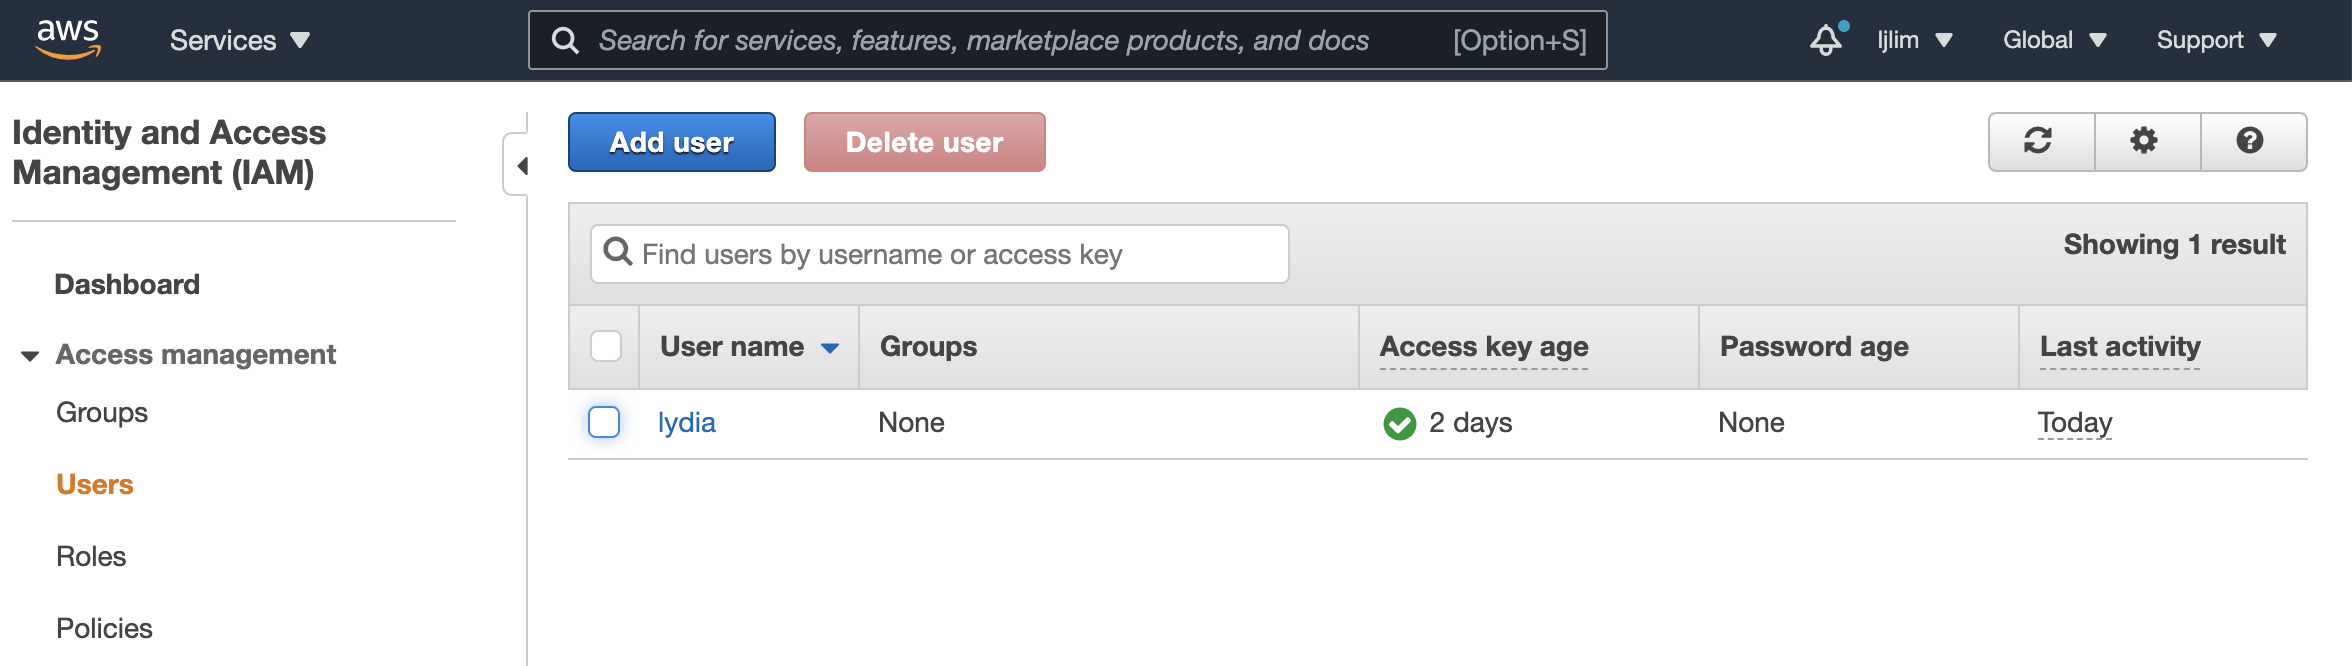 aws
Services
Search for services, features, marketplace products, and docs [Option+S]
ljlim
Global
Support
Identity and Access
Management (IAM)
Dashboard
Access management
Groups
Users
Roles
Policies
Add user
Delete user
Find users by username or access key
Showing 1 result
User name Groups Access key age Password age Last activity
lydia None 2 days None Today